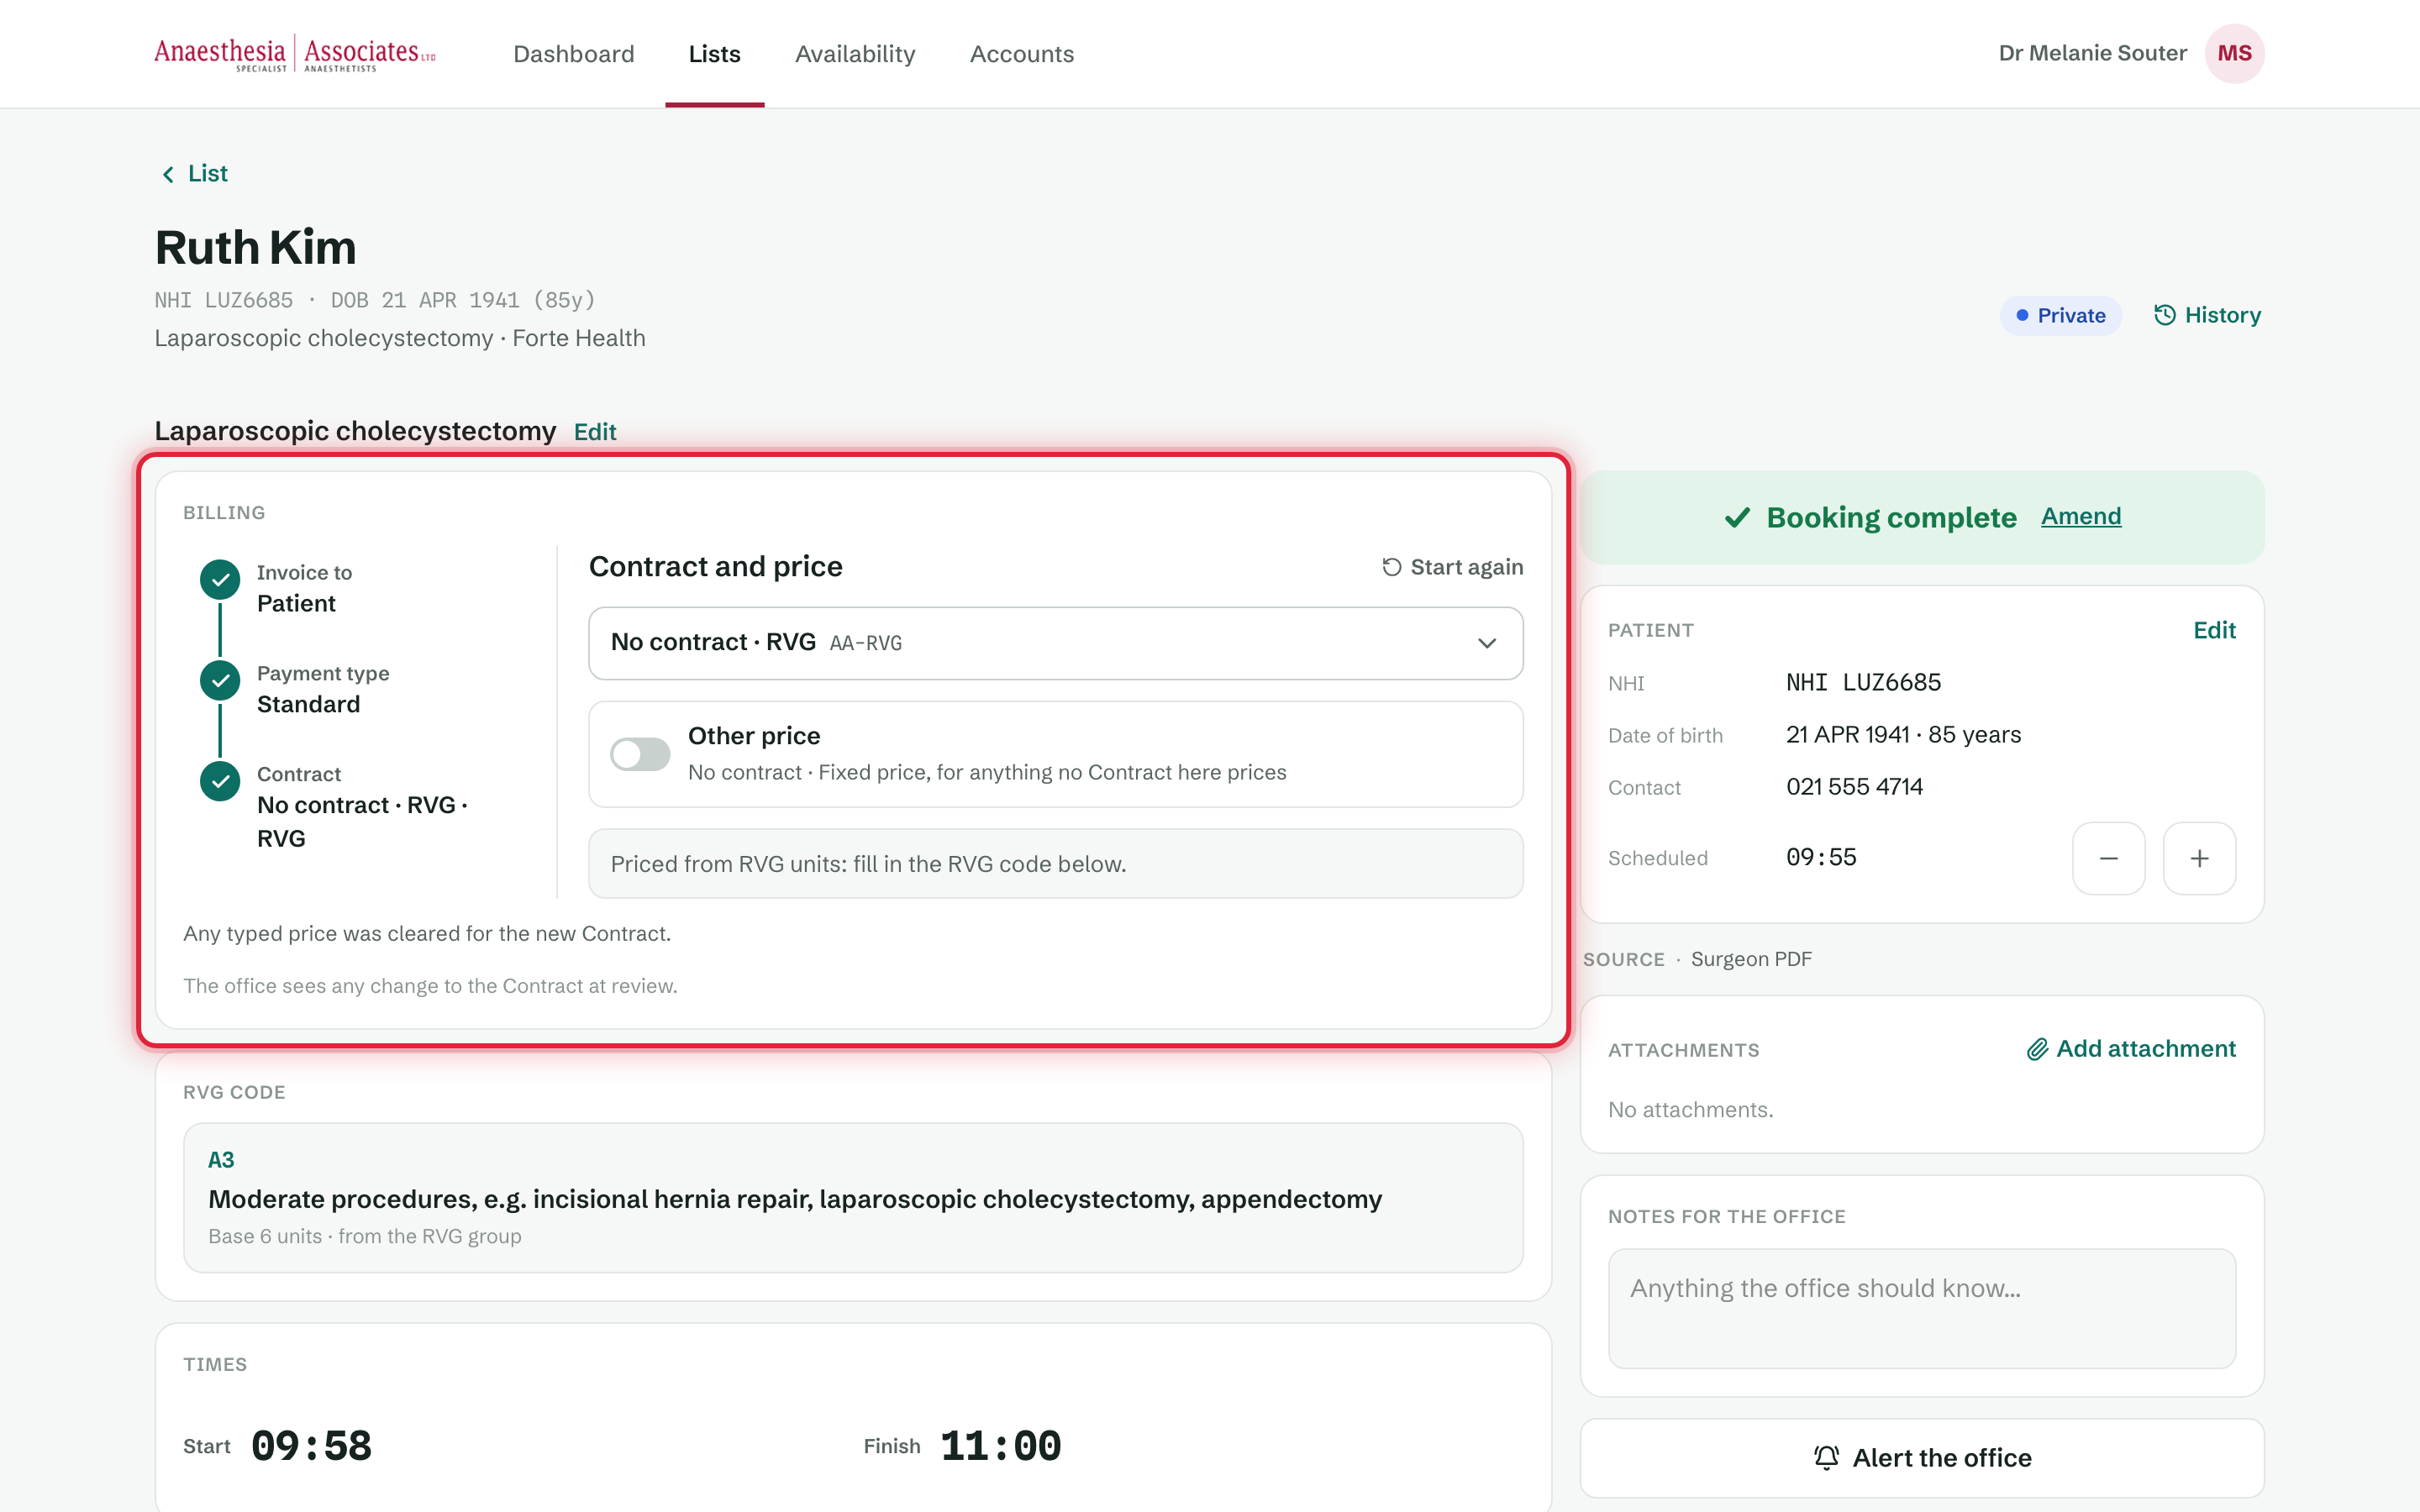 Anaesthesia | Associates LTD
SPECIALIST ANAESTHETISTS
Dashboard
Lists
Availability
Accounts
Dr Melanie Souter
MS
List
Ruth Kim
NHI LUZ6685 · DOB 21 APR 1941 (85y)
Laparoscopic cholecystectomy · Forte Health
Private
History
Laparoscopic cholecystectomy
Edit
BILLING
Invoice to
Patient
Payment type
Standard
Contract
No contract · RVG ·
RVG
Contract and price
Start again
No contract · RVG AA-RVG
Other price
No contract · Fixed price, for anything no Contract here prices
Priced from RVG units: fill in the RVG code below.
Any typed price was cleared for the new Contract.
The office sees any change to the Contract at review.
RVG CODE
A3
Moderate procedures, e.g. incisional hernia repair, laparoscopic cholecystectomy, appendectomy
Base 6 units · from the RVG group
TIMES
Start 09:58
Finish 11:00
Booking complete
Amend
PATIENT
Edit
NHI
NHI LUZ6685
Date of birth
21 APR 1941 · 85 years
Contact
021 555 4714
Scheduled
09:55
SOURCE · Surgeon PDF
ATTACHMENTS
Add attachment
No attachments.
NOTES FOR THE OFFICE
Anything the office should know...
Alert the office